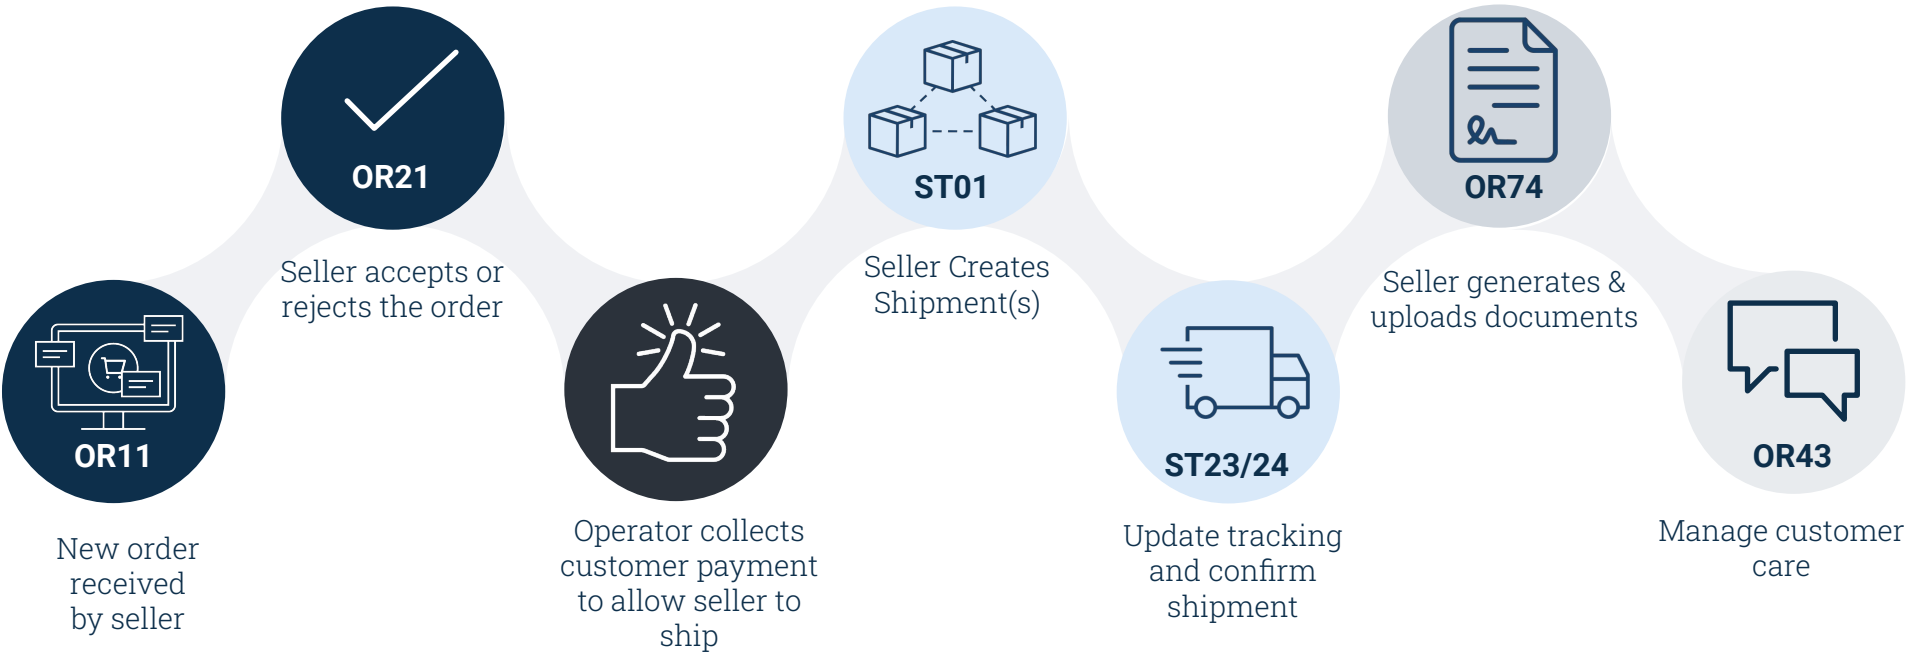 OR11
New order
received
by seller
OR21
Seller accepts or
rejects the order
Operator collects
customer payment
to allow seller to
ship
ST01
Seller Creates
Shipment(s)
ST23/24
Update tracking
and confirm
shipment
OR74
Seller generates &
uploads documents
OR43
Manage customer
care